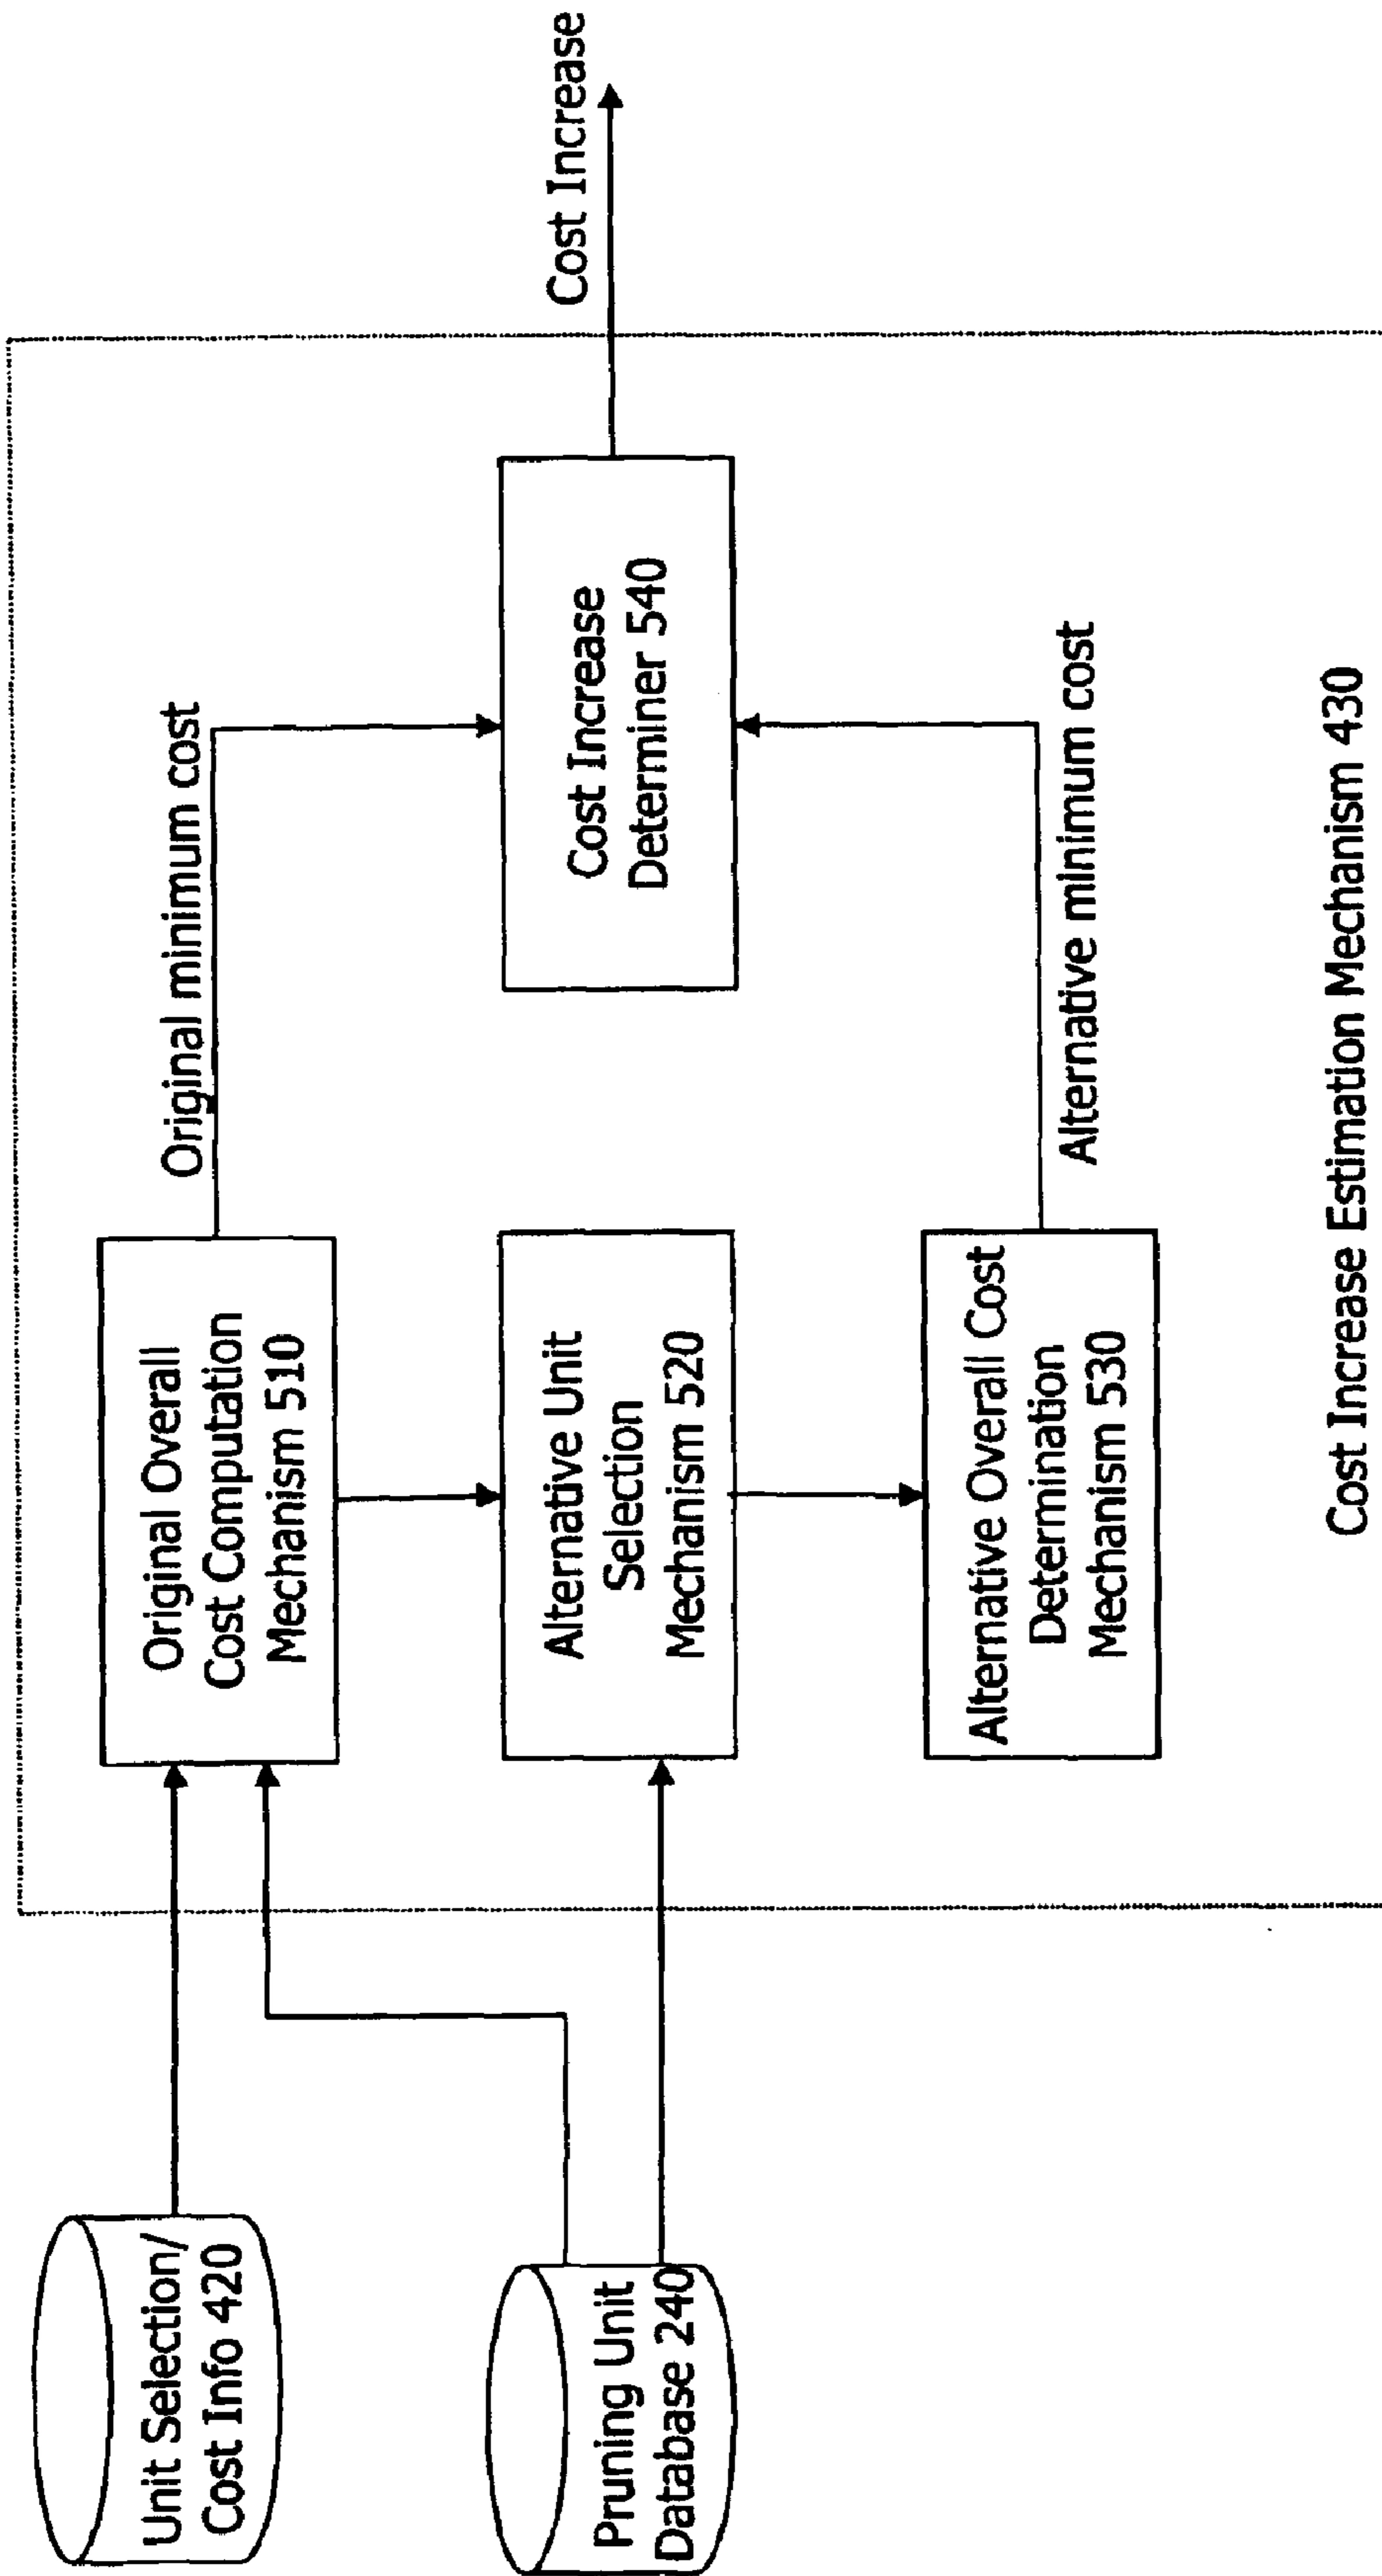 Unit Selection/
Cost Info 420
Pruning Unit
Database 240
Original Overall
Cost Computation
Mechanism 510
Alternative Unit
Selection
Mechanism 520
Alternative Overall Cost
Determination
Mechanism 530
Original minimum cost
Alternative minimum cost
Cost Increase
Determiner 540
Cost Increase
Cost Increase Estimation Mechanism 430